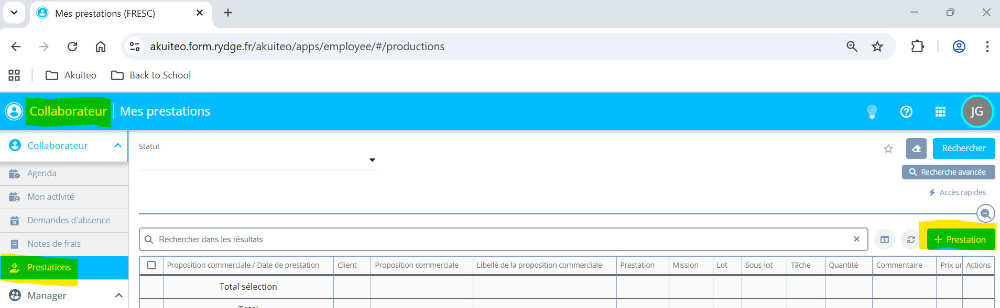 Mes prestations (FRESC)
akuiteo.form.rydge.fr/akuiteo/apps/employee/#/productions
Akuiteo Back to School
Collaborateur Mes prestations JG
Collaborateur
Agenda
Mon activité
Demandes d'absence
Notes de frais
Prestations
Manager
Statut
Rechercher
Recherche avancée
Accès rapides
Rechercher dans les résultats
+ Prestation
Proposition commerciale / Date de prestation Client Proposition commerciale Libellé de la proposition commerciale Prestation Mission Lot Sous-lot Tâche Quantité Commentaire Prix ur Actions
Total sélection
Total